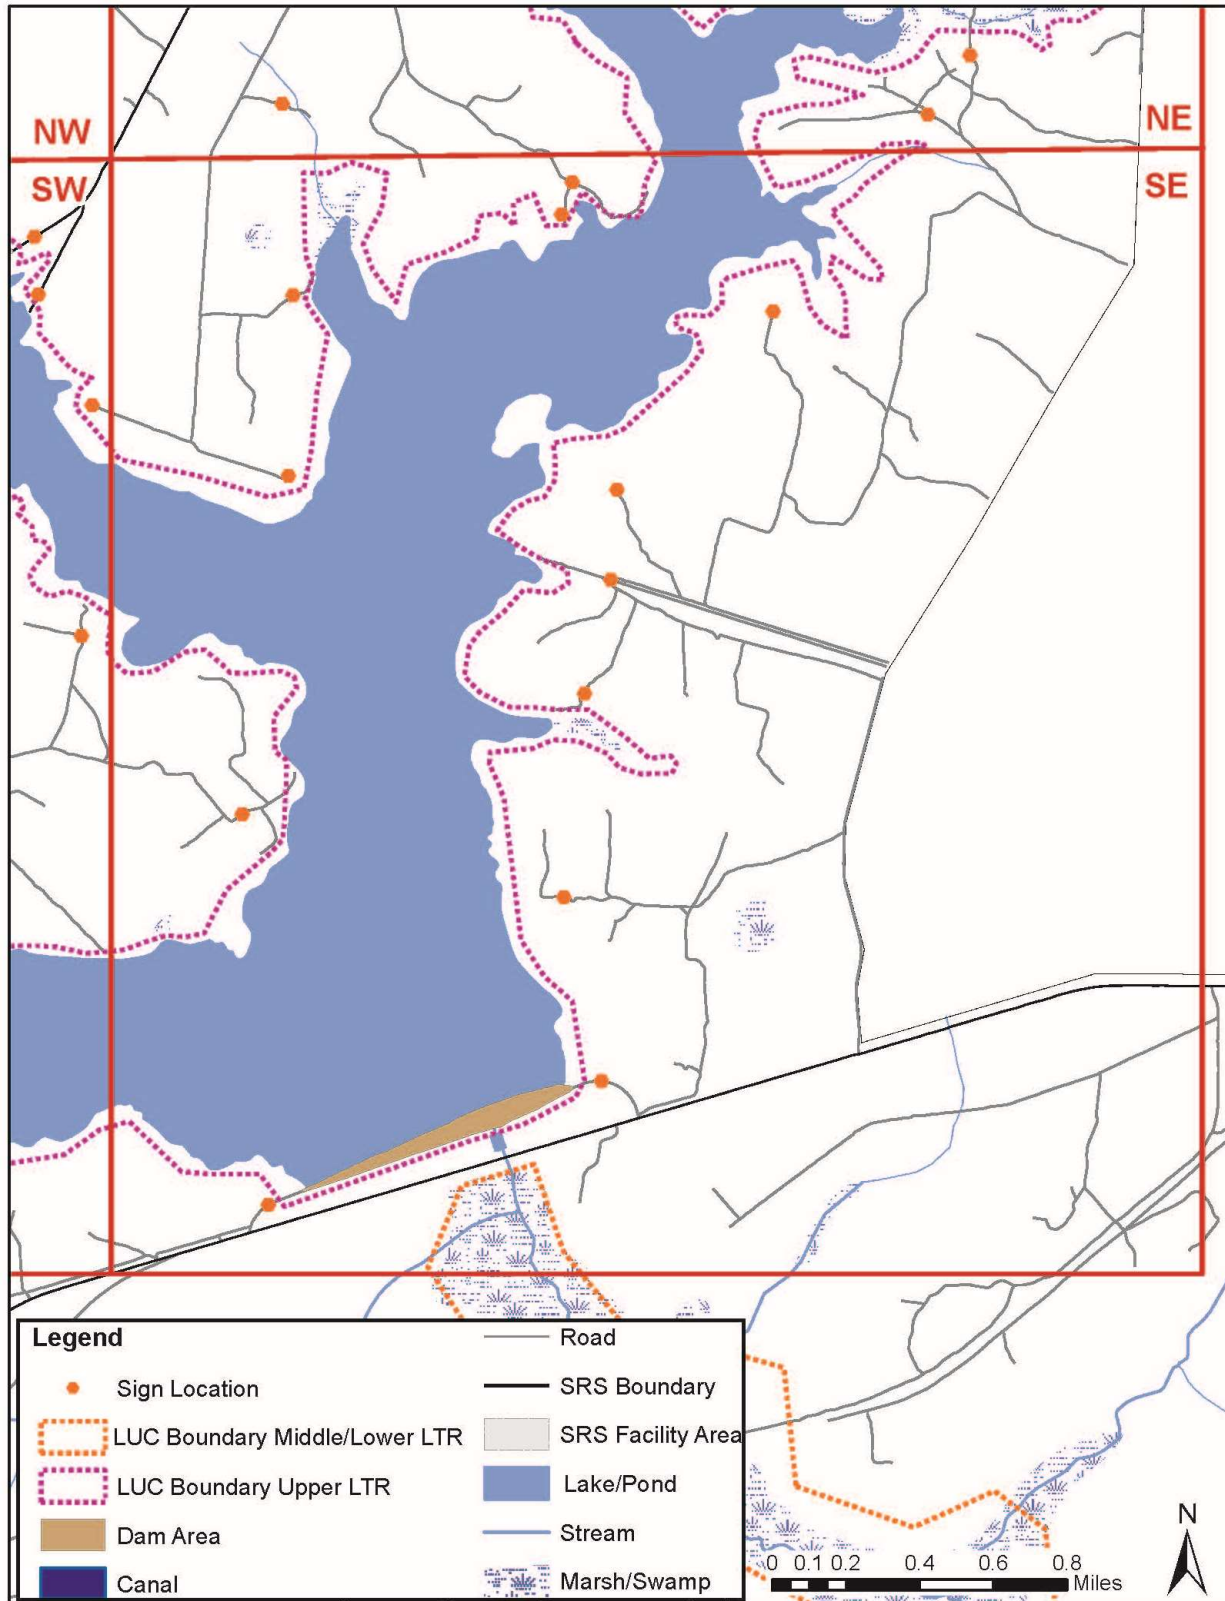 NW
NE
SW
SE
Legend
Sign Location
LUC Boundary Middle/Lower LTR
LUC Boundary Upper LTR
Dam Area
Canal
Road
SRS Boundary
SRS Facility Area
Lake/Pond
Stream
Marsh/Swamp
N
0 0.1 0.2 0.4 0.6 0.8
Miles